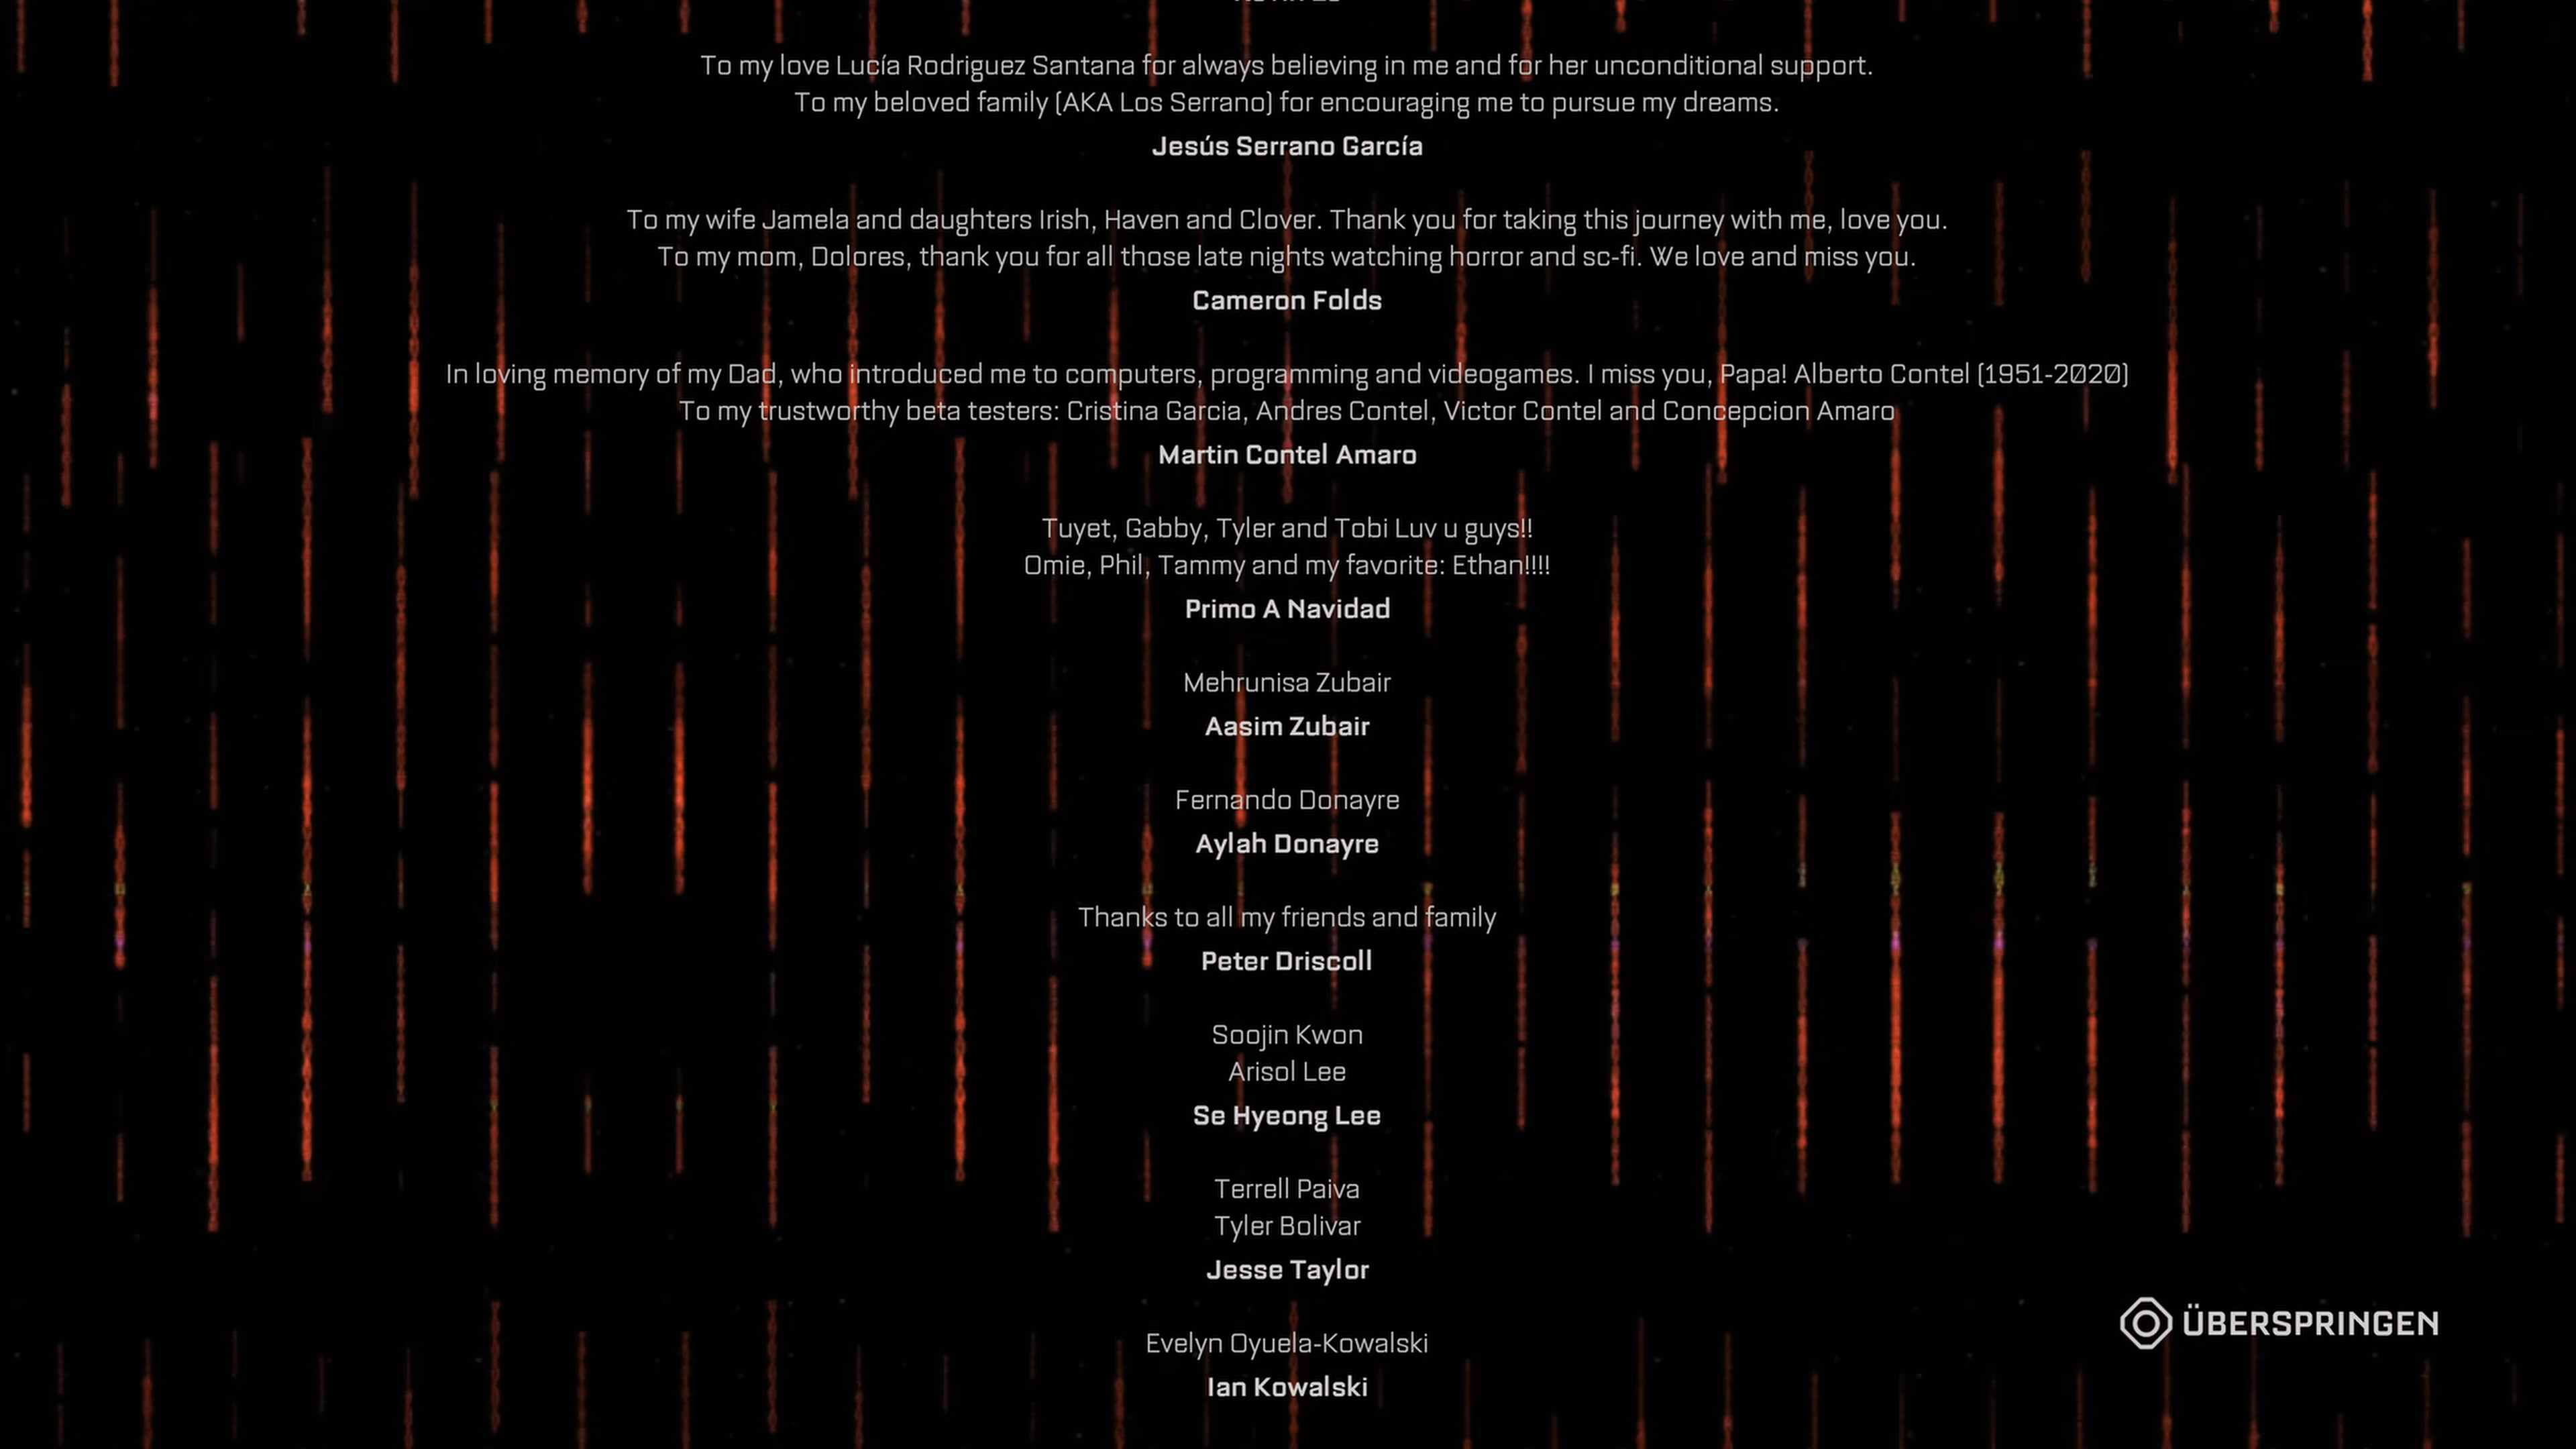 To my love Lucía Rodriguez Santana for always believing in me and for her unconditional support.
To my beloved family (AKA Los Serrano) for encouraging me to pursue my dreams.
Jesús Serrano García
To my wife Jamela and daughters Irish, Haven and Clover. Thank you for taking this journey with me, love you.
To my mom, Dolores, thank you for all those late nights watching horror and sc-fi. We love and miss you.
Cameron Folds
In loving memory of my Dad, who introduced me to computers, programming and videogames. I miss you, Papa! Alberto Contel (1951-2020)
To my trustworthy beta testers: Cristina Garcia, Andres Contel, Victor Contel and Concepcion Amaro
Martin Contel Amaro
Tuyet, Gabby, Tyler and Tobi Luv u guys!!
Omie, Phil, Tammy and my favorite: Ethan!!!!
Primo A Navidad
Mehrunisa Zubair
Aasim Zubair
Fernando Donayre
Aylah Donayre
Thanks to all my friends and family
Peter Driscoll
Soojin Kwon
Arisol Lee
Se Hyeong Lee
Terrell Paiva
Tyler Bolivar
Jesse Taylor
ÜBERSPRINGEN
Evelyn Oyuela-Kowalski
Ian Kowalski